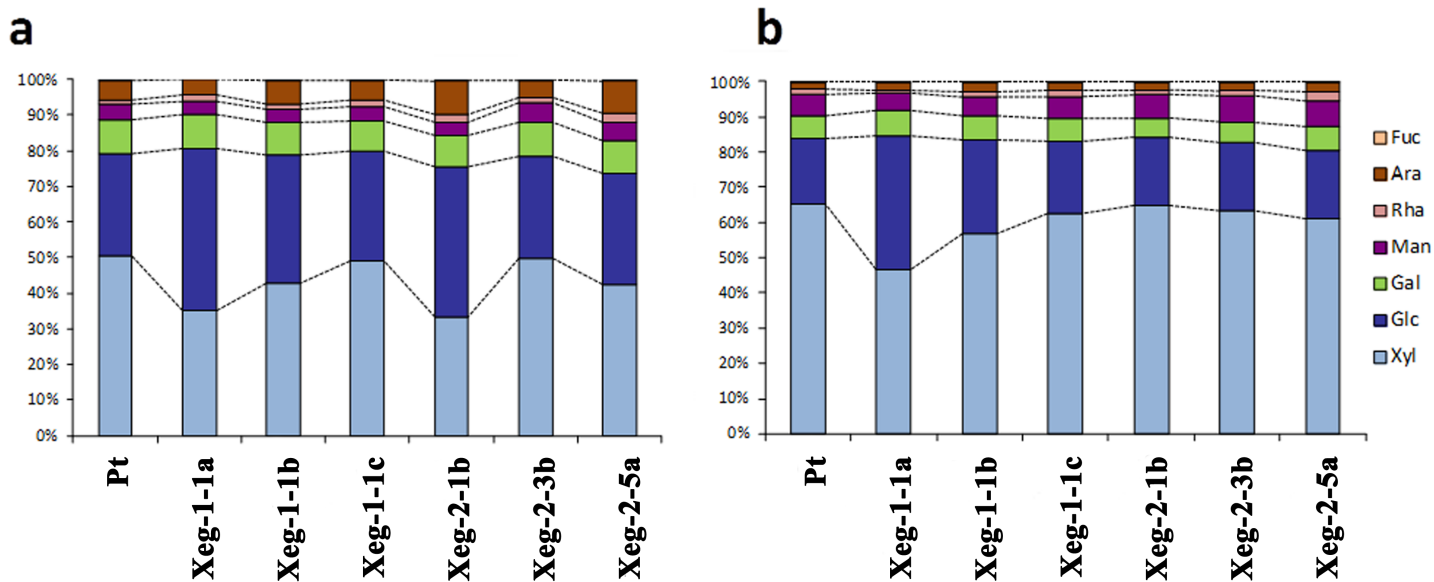 a
100%
90%
80%
70%
60%
50%
40%
30%
20%
10%
0%
Pt
Xeg-1-1a
Xeg-1-1b
Xeg-1-1c
Xeg-2-1b
Xeg-2-3b
Xeg-2-5a
b
100%
90%
80%
70%
60%
50%
40%
30%
20%
10%
0%
Pt
Xeg-1-1a
Xeg-1-1b
Xeg-1-1c
Xeg-2-1b
Xeg-2-3b
Xeg-2-5a
Fuc
Ara
Rha
Man
Gal
Glc
Xyl